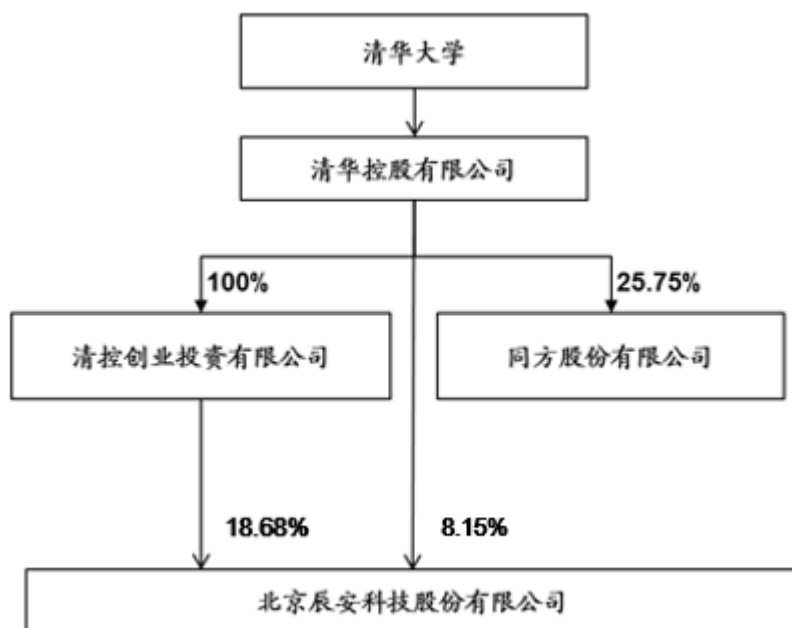 清华大学
清华控股有限公司
100%
25.75%
清控创业投资有限公司
同方股份有限公司
18.68%
8.15%
北京辰安科技股份有限公司